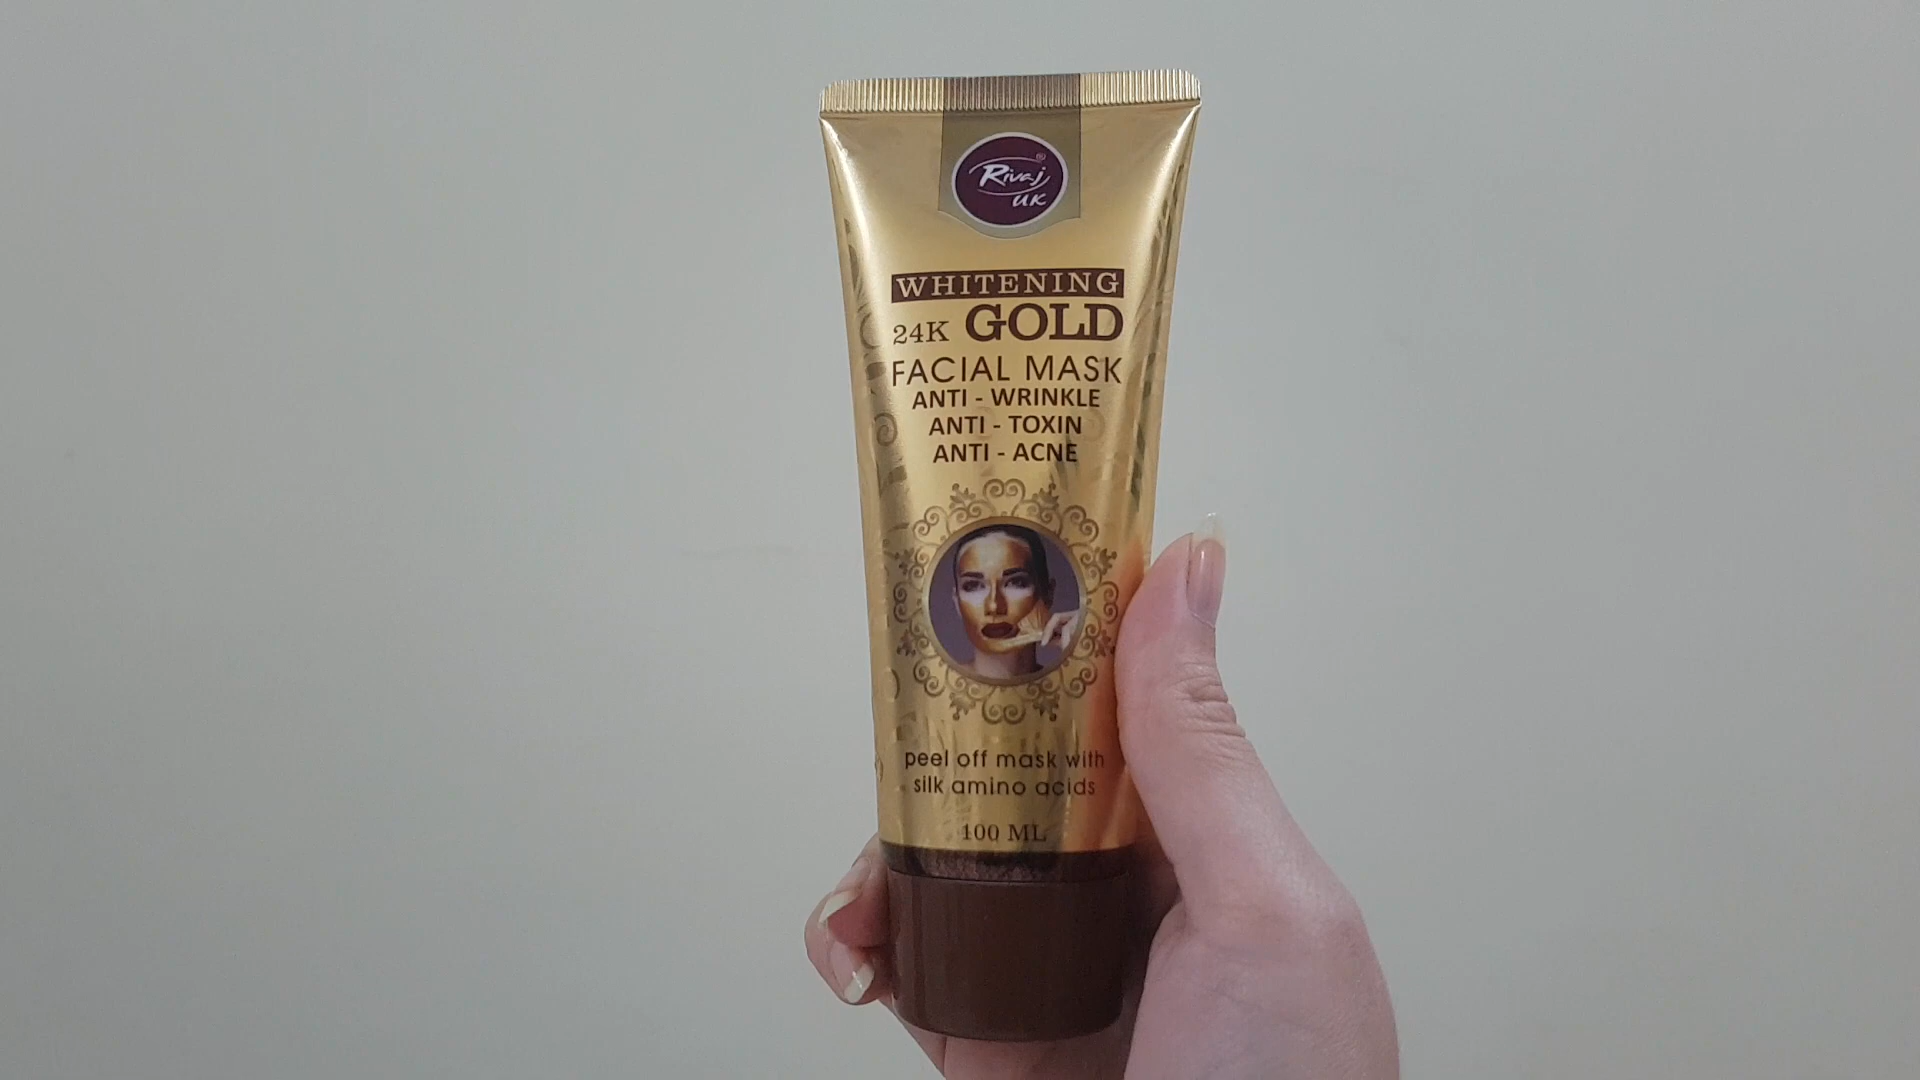 Rivaj®
UK
WHITENING
24K GOLD
FACIAL MASK
ANTI - WRINKLE
ANTI - TOXIN
ANTI - ACNE
peel off mask with
silk amino acids
100 ML